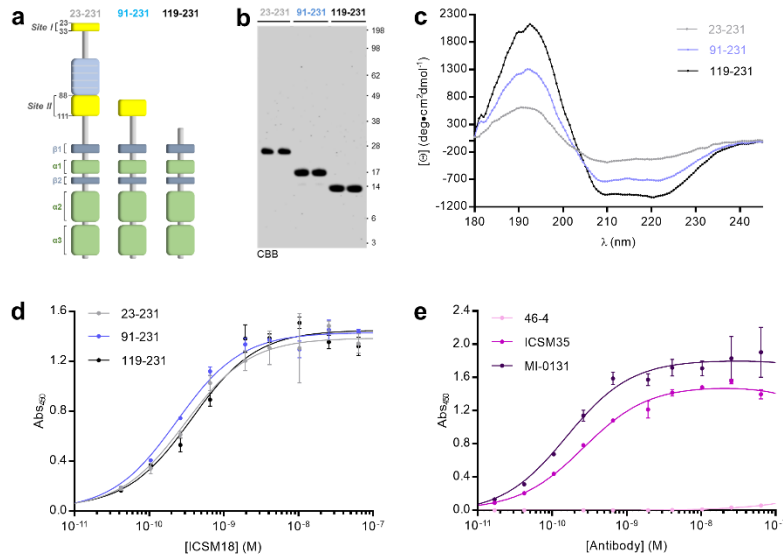 a
23-231 91-231 119-231
Site I
23
33
Site II
88
111
β1
α1
β2
α2
α3
b
23-231 91-231 119-231
198
98
62
49
38
28
17
14
6
3
CBB
c
23-231
91-231
119-231
2300
1800
1300
800
300
-200
-700
-1200
[Θ] (deg•cm²dmol⁻¹)
180 190 200 210 220 230 240
λ (nm)
d
23-231
91-231
119-231
1.6
1.2
0.8
0.4
0.0
Abs₄₅₀
10⁻¹¹ 10⁻¹⁰ 10⁻⁹ 10⁻⁸ 10⁻⁷
[ICSM18] (M)
e
46-4
ICSM35
MI-0131
2.4
2.0
1.6
1.2
0.8
0.4
0.0
Abs₄₅₀
10⁻¹¹ 10⁻¹⁰ 10⁻⁹ 10⁻⁸ 10⁻⁷
[Antibody] (M)